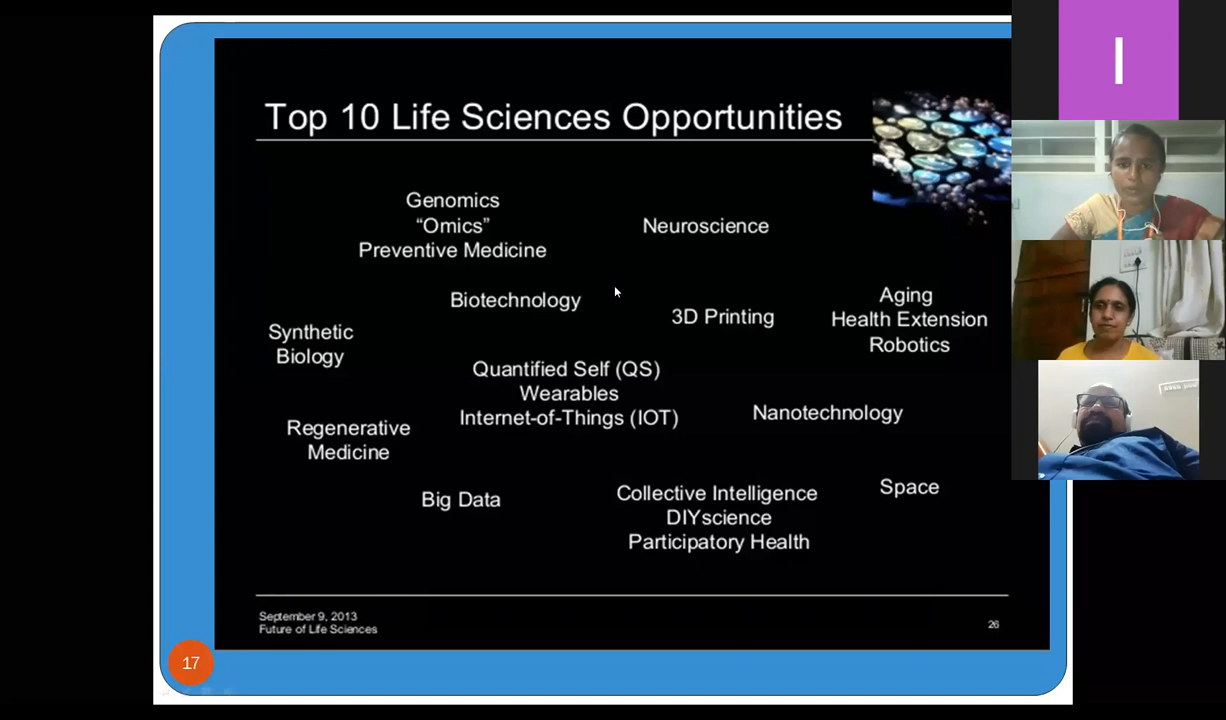 Top 10 Life Sciences Opportunities
Genomics
“Omics”
Preventive Medicine
Neuroscience
Biotechnology
3D Printing
Aging
Health Extension
Robotics
Synthetic
Biology
Quantified Self (QS)
Wearables
Internet-of-Things (IOT)
Nanotechnology
Regenerative
Medicine
Big Data
Collective Intelligence
DIYscience
Participatory Health
Space
September 9, 2013
Future of Life Sciences
26
17
I